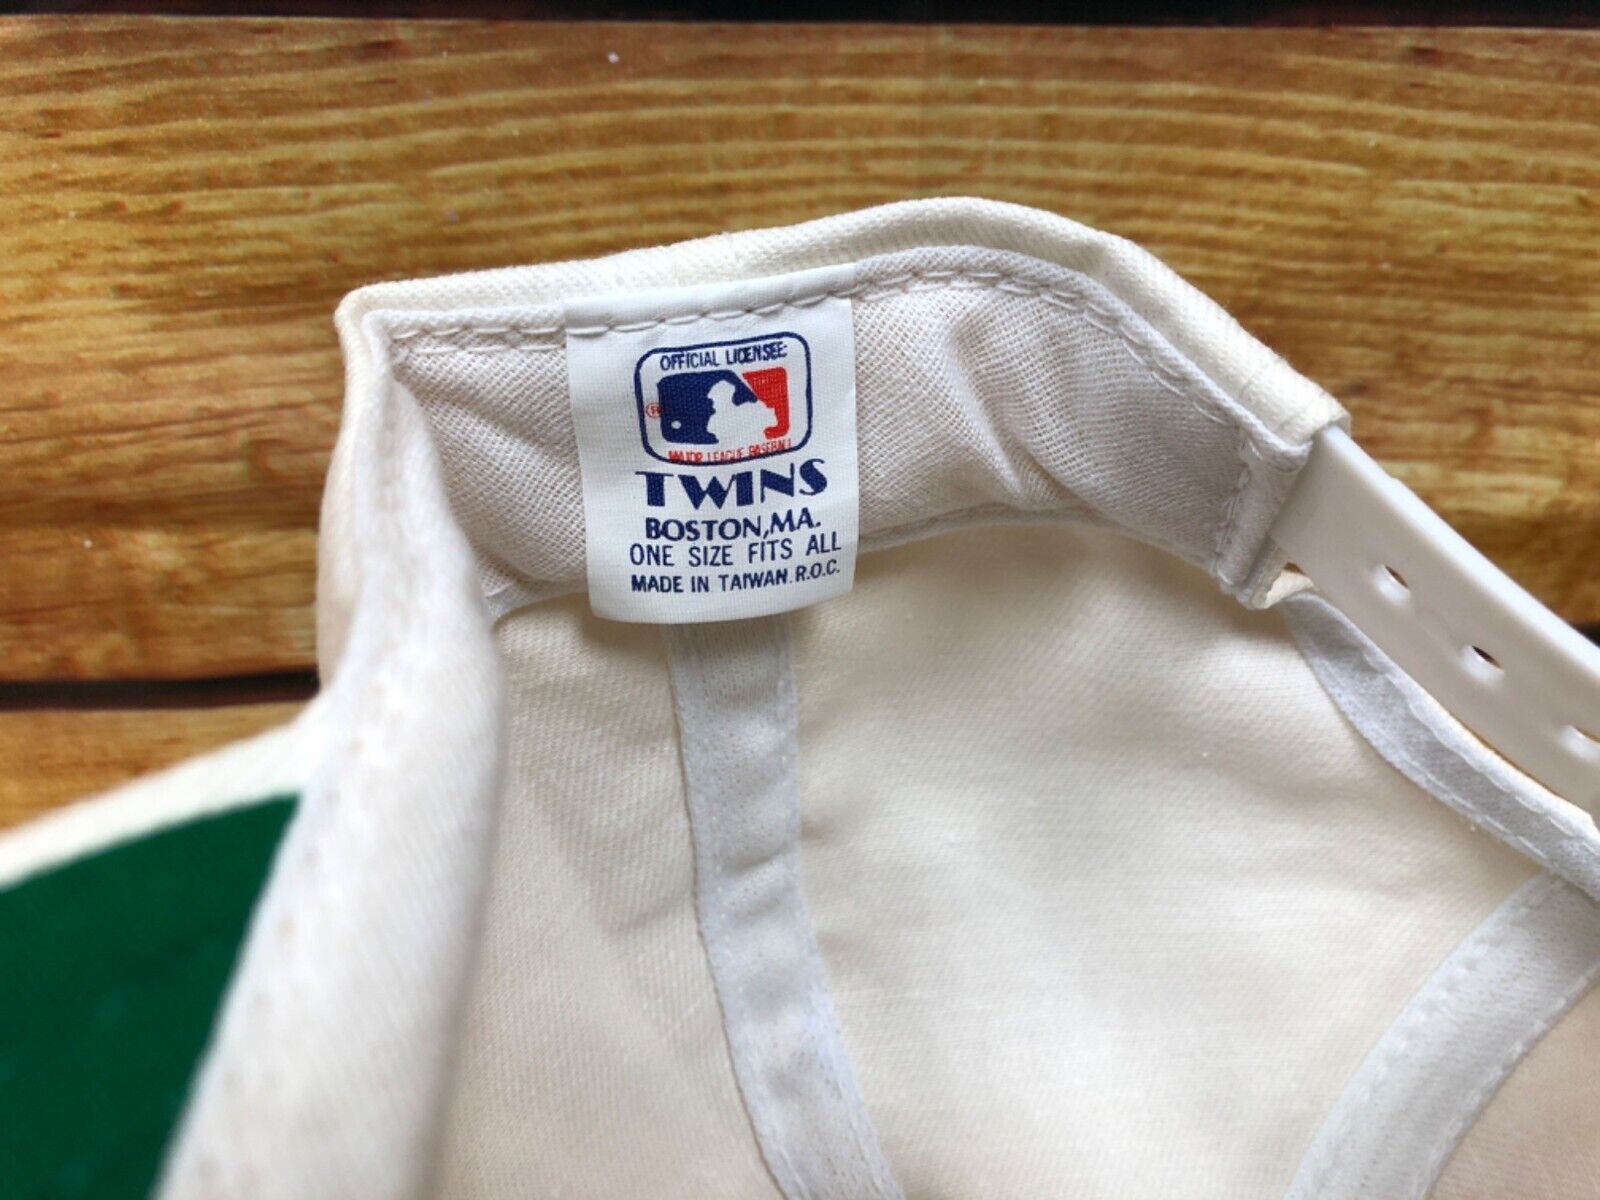 OFFICIAL LICENSEE
®
MAJOR LEAGUE BASEBALL
TWINS
BOSTON, MA.
ONE SIZE FITS ALL
MADE IN TAIWAN. R.O.C.